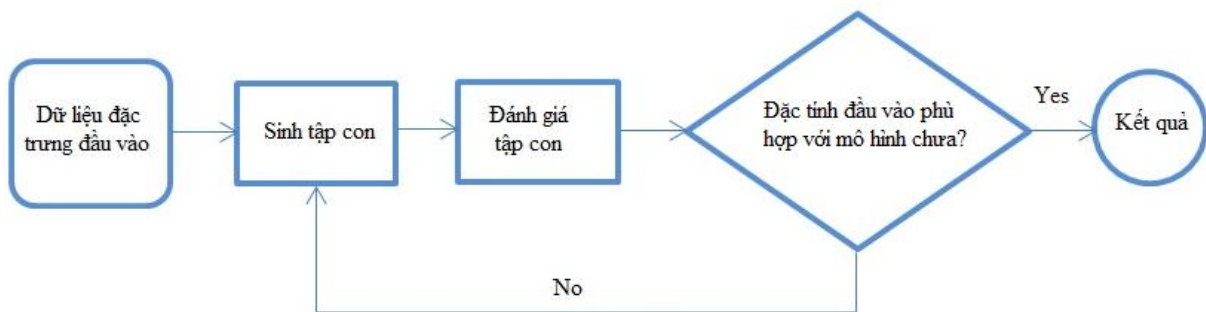 Dữ liệu đặc
trưng đầu vào
Sinh tập con
Đánh giá
tập con
Đặc tính đầu vào phù
hợp với mô hình chưa?
Yes
Kết quả
No